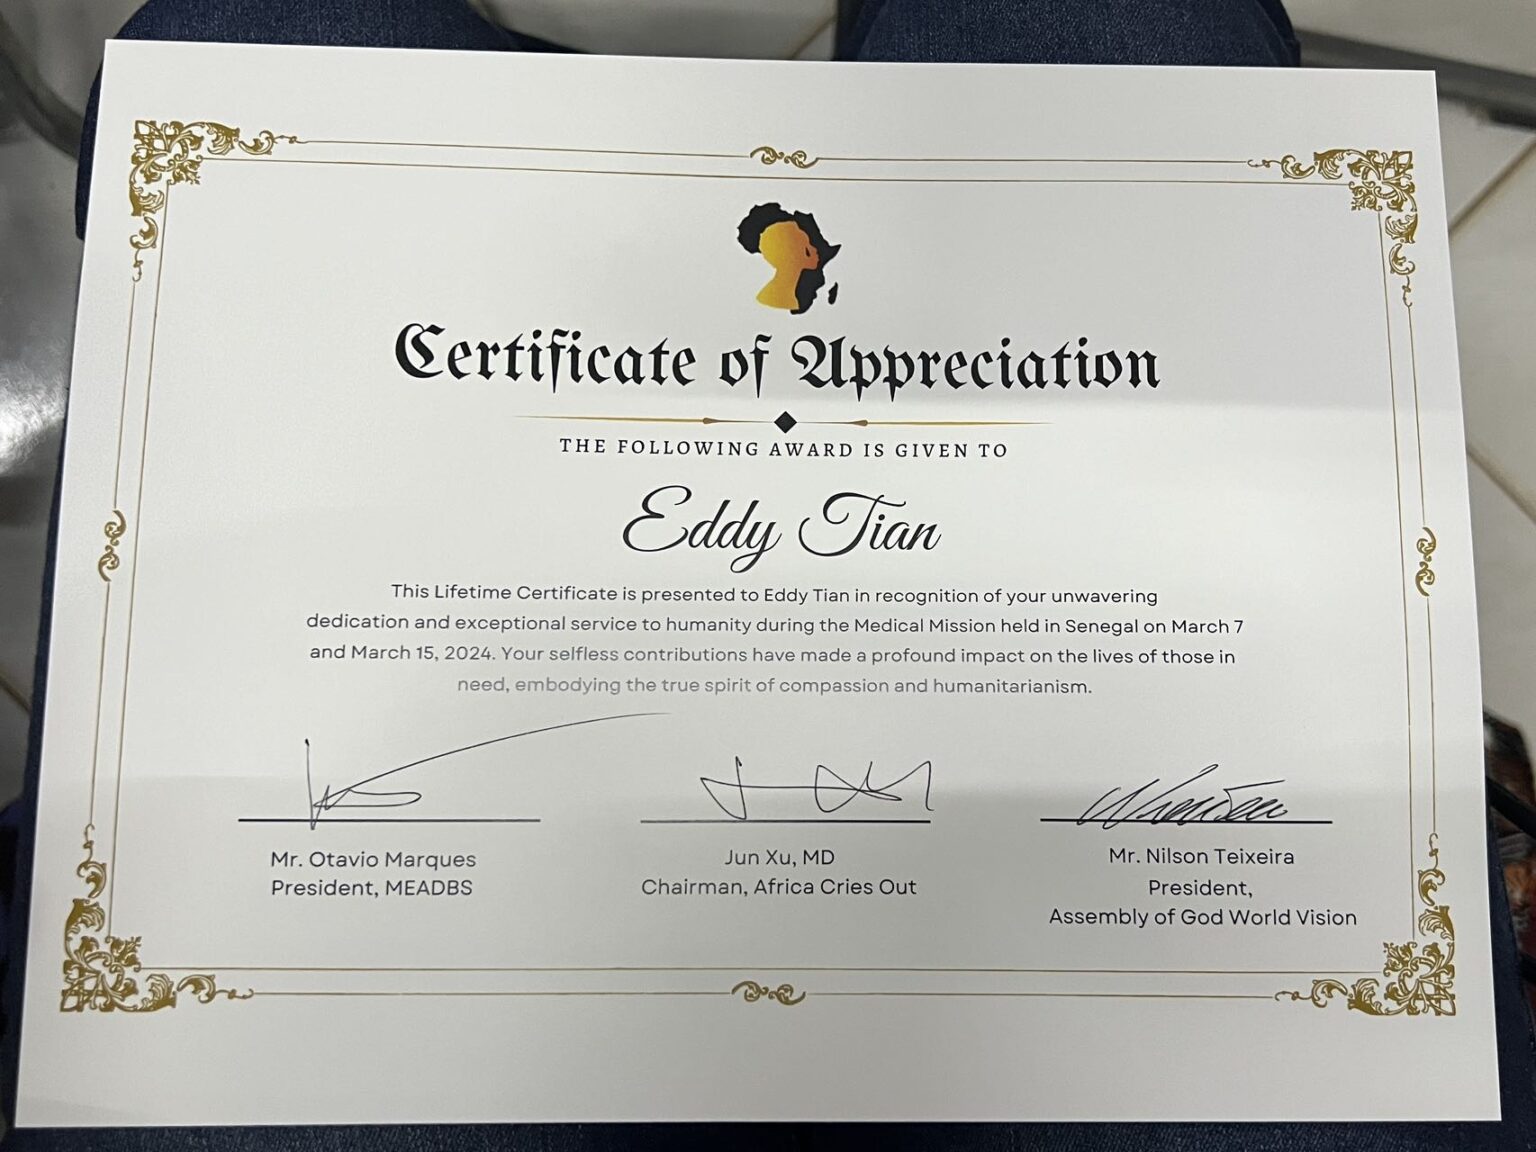 Certificate of Appreciation
THE FOLLOWING AWARD IS GIVEN TO
Eddy Tian
This Lifetime Certificate is presented to Eddy Tian in recognition of your unwavering
dedication and exceptional service to humanity during the Medical Mission held in Senegal on March 7
and March 15, 2024. Your selfless contributions have made a profound impact on the lives of those in
need, embodying the true spirit of compassion and humanitarianism.
Mr. Otavio Marques
President, MEADBS
Jun Xu, MD
Chairman, Africa Cries Out
Mr. Nilson Teixeira
President,
Assembly of God World Vision